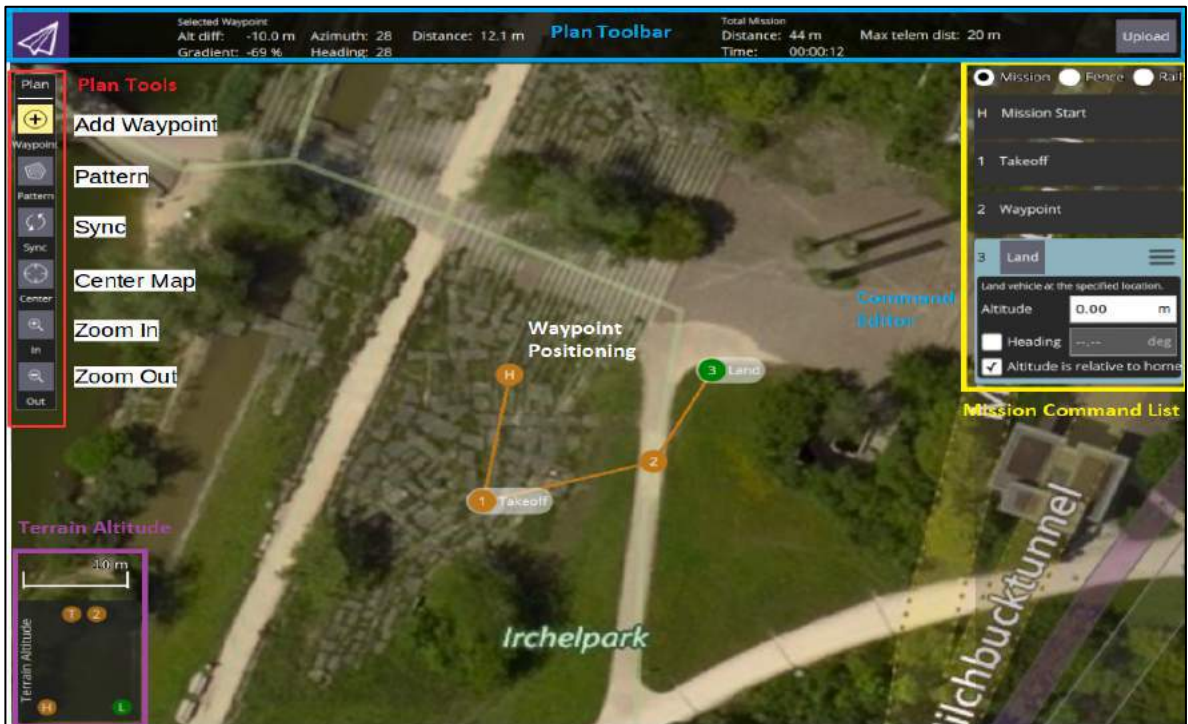 Selected Waypoint
Alt diff: -10.0 m Azimuth: 28 Distance: 12.1 m
Gradient: -69 % Heading: 28
Plan Toolbar
Total Mission
Distance: 44 m Max telem dist: 20 m
Time: 00:00:12
Upload
Plan
Plan Tools
Add Waypoint
Waypoint
Pattern
Pattern
Sync
Sync
Center Map
Center
Zoom In
In
Zoom Out
Out
Mission Fence Rall
H Mission Start
1 Takeoff
2 Waypoint
3 Land
Land vehicle at the specified location.
Altitude 0.00 m
Heading --.-- deg
Altitude is relative to home
Command
Editor
Mission Command List
Waypoint
Positioning
H
3 Land
2
1 Takeoff
Terrain Altitude
10 m
T 2
Terrain Altitude
H L
Irchelpark
ilchbucktunnel